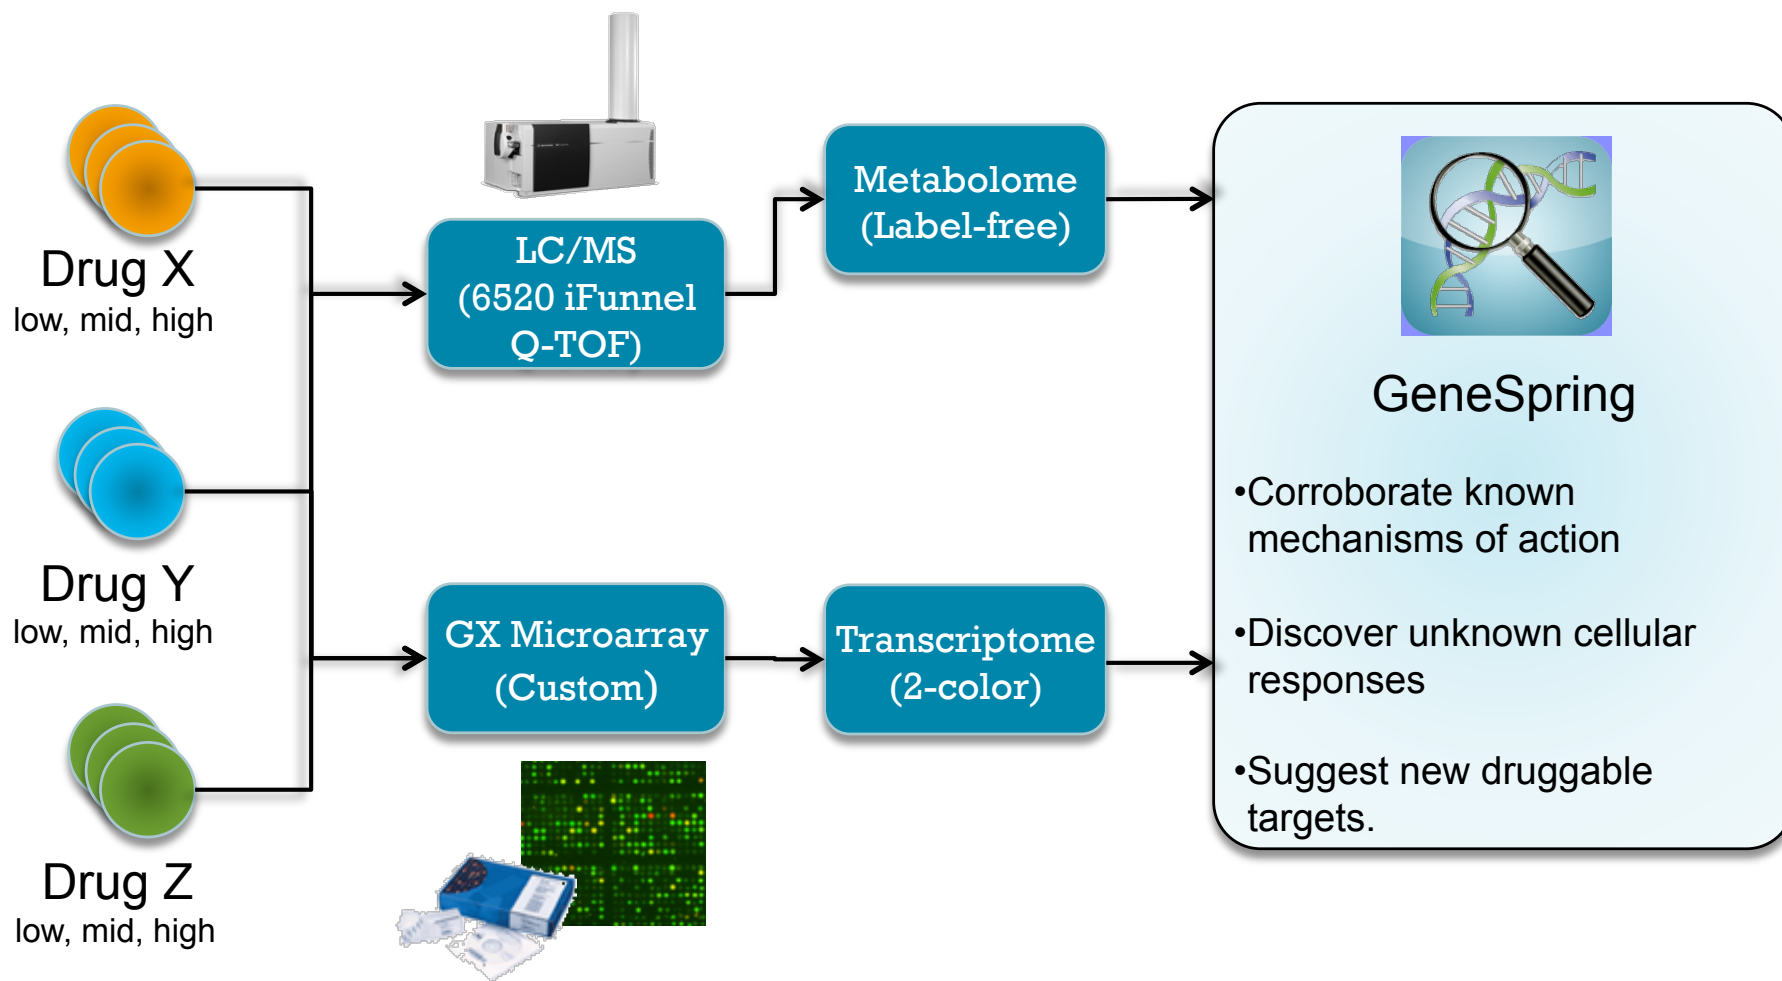 Drug X
low, mid, high
Drug Y
low, mid, high
Drug Z
low, mid, high
LC/MS
(6520 iFunnel
Q-TOF)
GX Microarray
(Custom)
Metabolome
(Label-free)
Transcriptome
(2-color)
GeneSpring
•Corroborate known
mechanisms of action
•Discover unknown cellular
responses
•Suggest new druggable
targets.